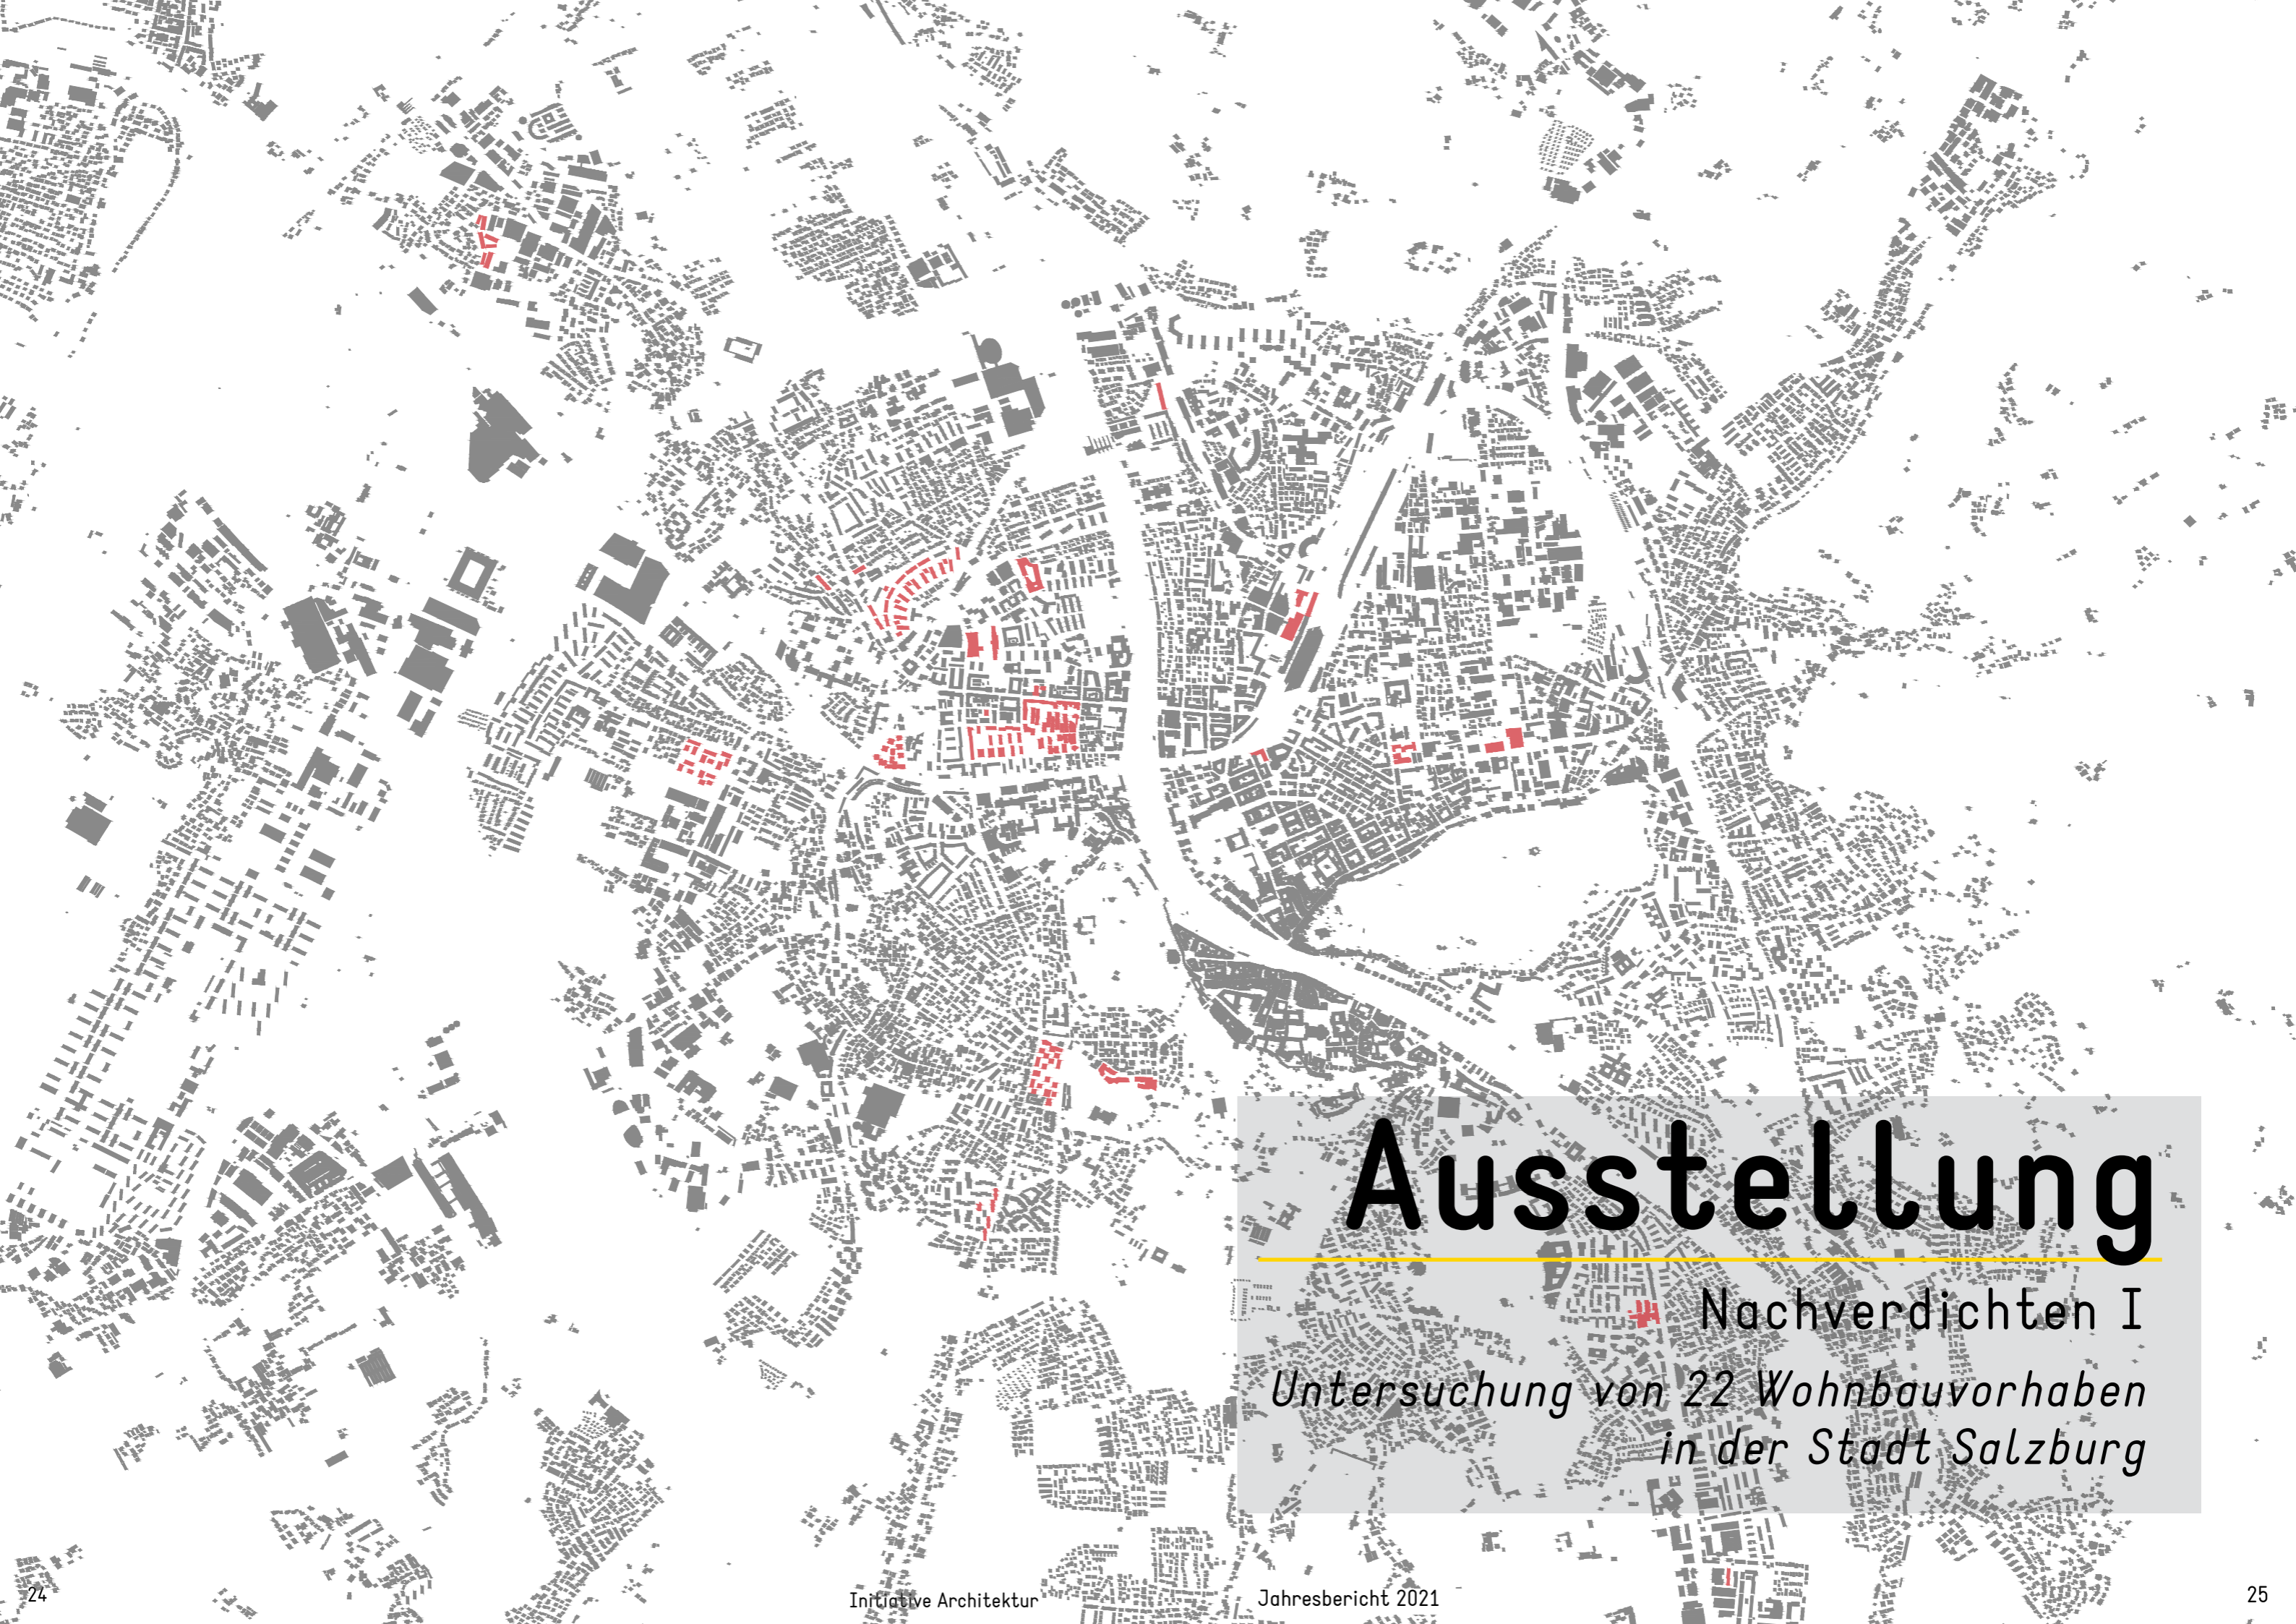 Ausstellung
Nachverdichten I
Untersuchung von 22 Wohnbauvorhaben
in der Stadt Salzburg
24
Initiative Architektur
Jahresbericht 2021
25